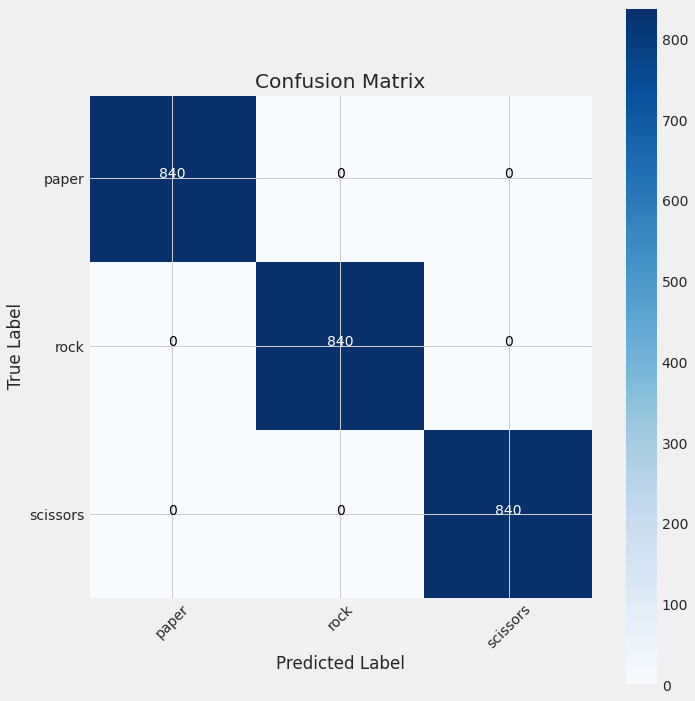 Confusion Matrix
paper 840 0 0
rock 0 840 0
scissors 0 0 840
paper rock scissors
Predicted Label
True Label
800
700
600
500
400
300
200
100
0